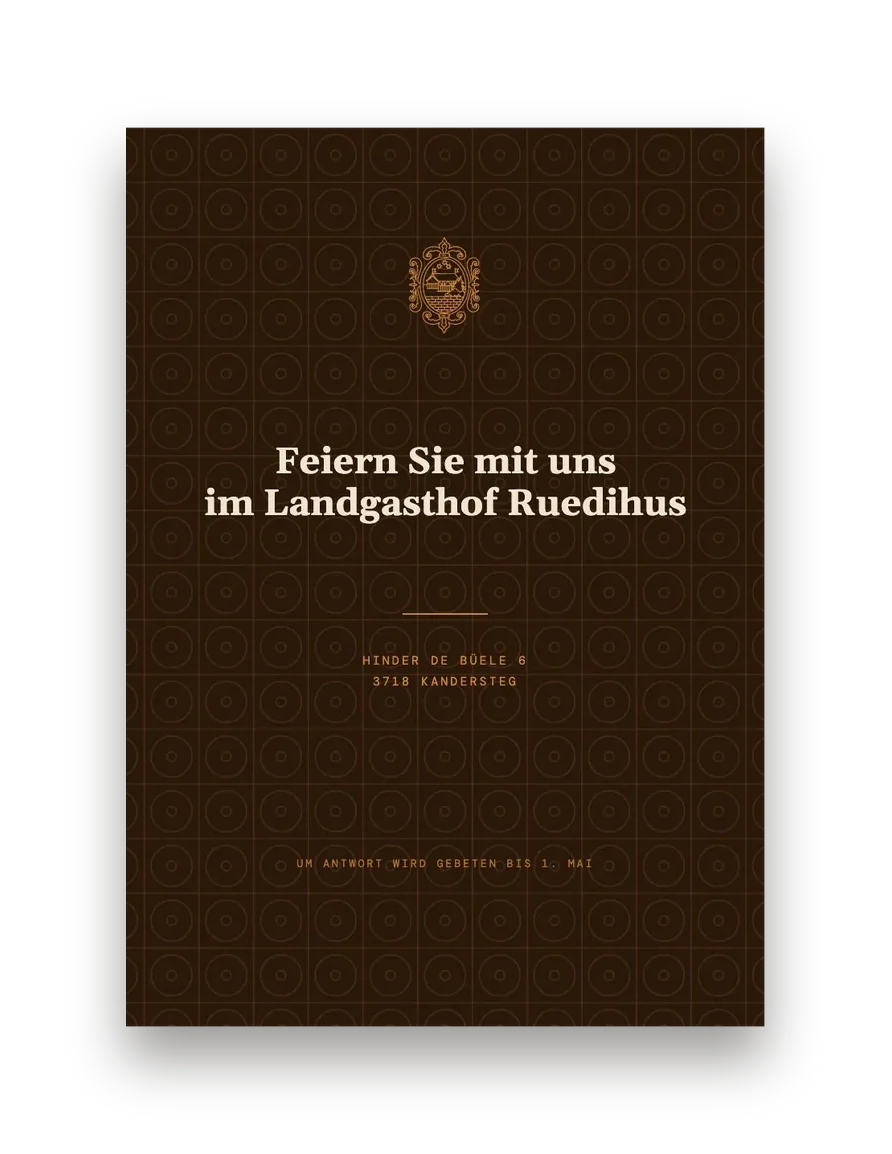 Feiern Sie mit uns
im Landgasthof Ruedihus
HINDER DE BÜELE 6
3718 KANDERSTEG
UM ANTWORT WIRD GEBETEN BIS 1. MAI